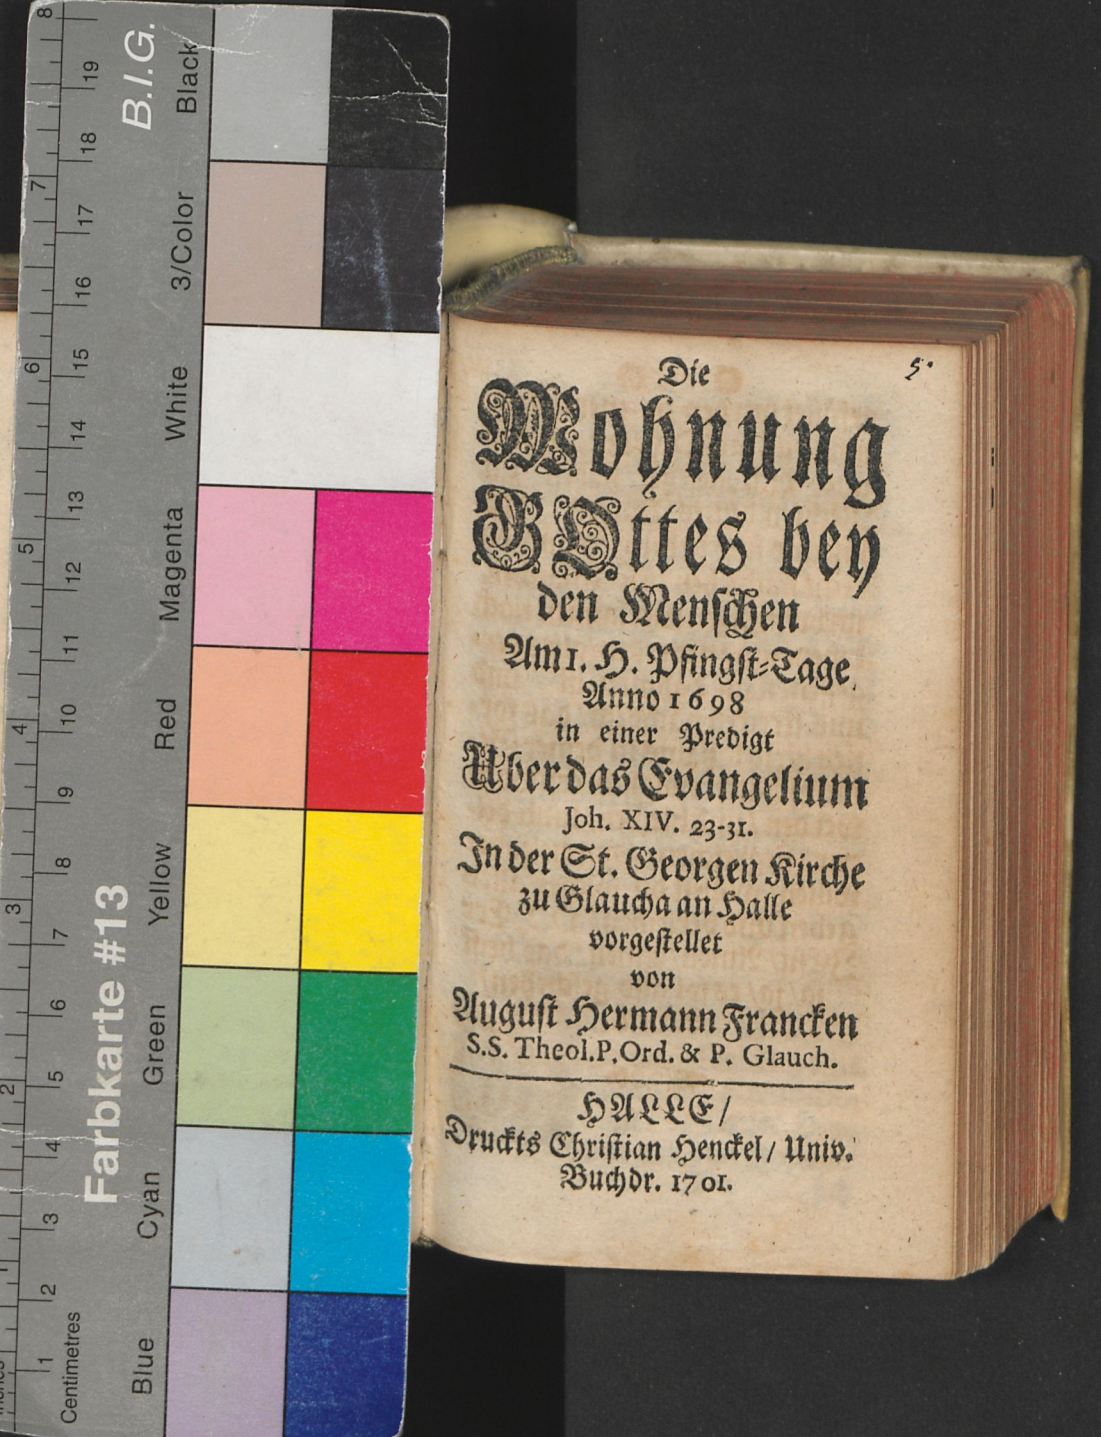 Die
Wohnung
GOttes bey
den Menschen
Am 1. H. Pfingst-Tage
Anno 1698
in einer Predigt
Uber das Evangelium
Joh. XIV. 23-31.
In der St. Georgen Kirche
zu Glaucha an Halle
vorgestellet
von
August Hermann Francken
S.S. Theol. P. Ord. & P. Glauch.
HALLE/
Druckts Christian Henckel/ Univ.
Buchdr. 1701.
5.
Farbkarte #13
B.I.G.
Centimetres
Blue
Cyan
Green
Yellow
Red
Magenta
White
3/Color
Black
1 2 3 4 5 6 7 8 9 10 11 12 13 14 15 16 17 18 19
2 3 4 5 6 7 8